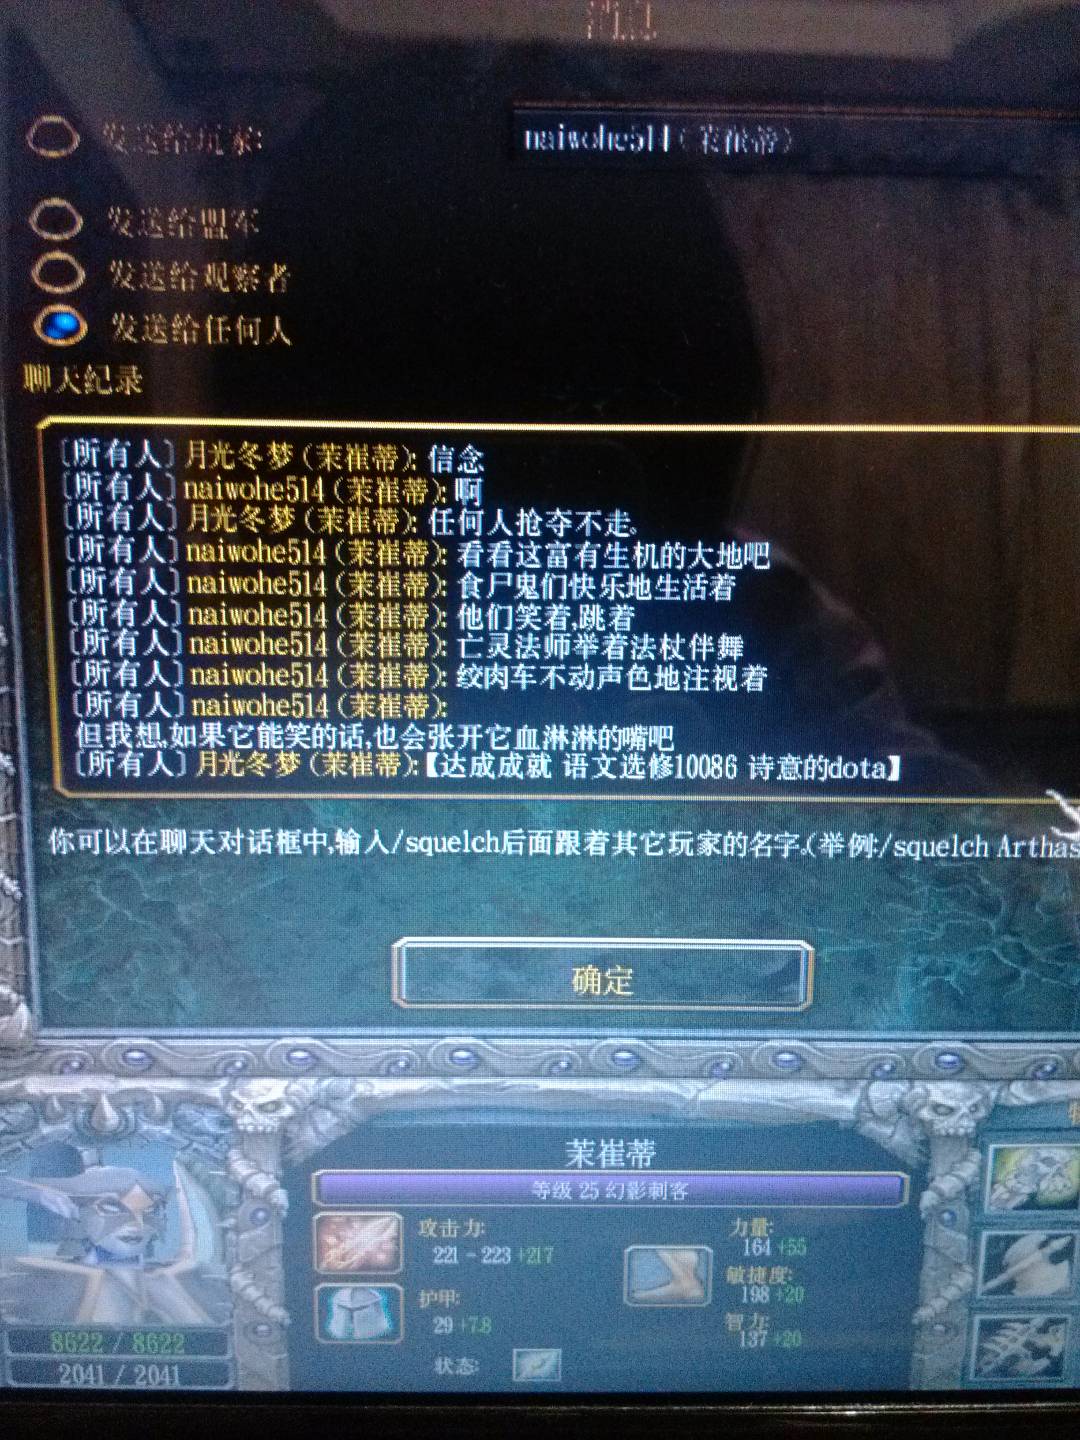 消息
发送给玩家:
naiwohe514(茉崔蒂)
发送给盟军
发送给观察者
发送给任何人
聊天纪录
[所有人]月光冬梦(茉崔蒂):信念
[所有人]naiwohe514(茉崔蒂):啊
[所有人]月光冬梦(茉崔蒂):任何人抢夺不走。
[所有人]naiwohe514(茉崔蒂):看看这富有生机的大地吧
[所有人]naiwohe514(茉崔蒂):食尸鬼们快乐地生活着
[所有人]naiwohe514(茉崔蒂):他们笑着,跳着
[所有人]naiwohe514(茉崔蒂):亡灵法师举着法杖伴舞
[所有人]naiwohe514(茉崔蒂):绞肉车不动声色地注视着
[所有人]naiwohe514(茉崔蒂):
但我想,如果它能笑的话,也会张开它血淋淋的嘴吧
[所有人]月光冬梦(茉崔蒂):【达成成就 语文选修10086 诗意的dota】
你可以在聊天对话框中,输入/squelch后面跟着其它玩家的名字.(举例:/squelch Arthas
确定
茉崔蒂
等级 25 幻影刺客
攻击力:
221 - 223 +217
护甲:
29 +7.8
状态:
力量:
164 +55
敏捷度:
198 +20
智力:
137 +20
8622 / 8622
2041 / 2041